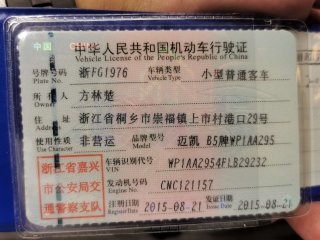 中国
中华人民共和国机动车行驶证
Vehicle License of the People's Republic of China
号牌号码 浙FG1976 车辆类型 小型普通客车
Plate No. Vehicle Type
所有人 方林楚
Owner
住址 浙江省桐乡市崇福镇上市村港口29号
Address
使用性质 非营运 品牌型号 迈凯 B5牌WP1AA295
Use Character Model
浙江省嘉兴市公安局交通警察支队
车辆识别代号 WP1AA2954FLB29232
VIN
发动机号码 CNC121157
Engine No.
注册日期 2015-08-21 发证日期 2015-08-21
Register Date Issue Date